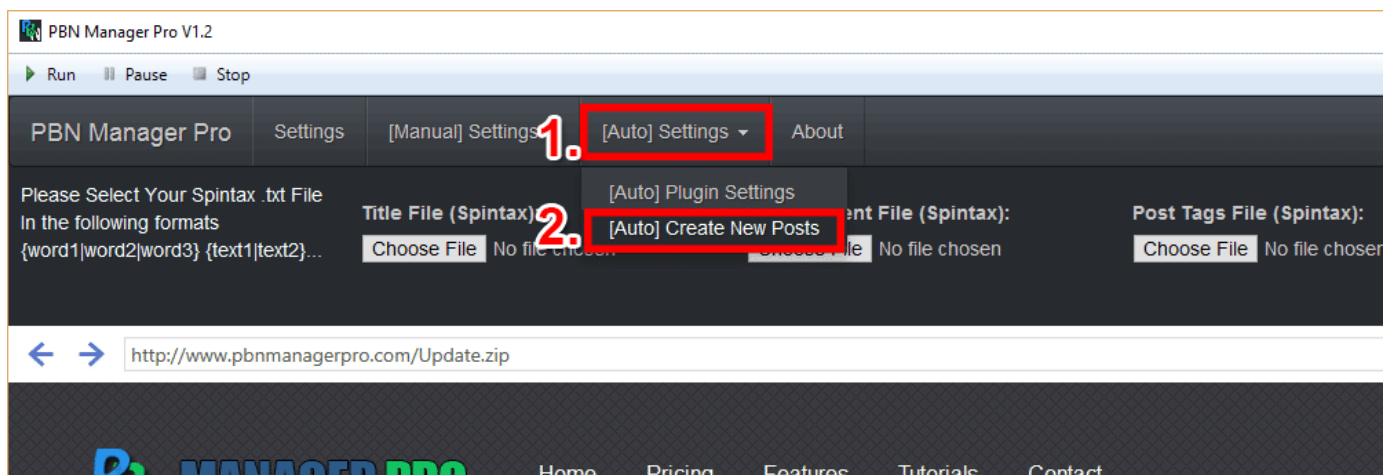 PBN Manager Pro V1.2
Run Pause Stop
PBN Manager Pro Settings [Manual] Settings 1. [Auto] Settings About
[Auto] Plugin Settings
2. [Auto] Create New Posts
Please Select Your Spintax .txt File
In the following formats
{word1|word2|word3} {text1|text2}...
Title File (Spintax):
Choose File No file chosen
ent File (Spintax):
Choose File No file chosen
Post Tags File (Spintax):
Choose File No file chosen
http://www.pbnmanagerpro.com/Update.zip
MANAGER PRO Home Pricing Features Tutorials Contact